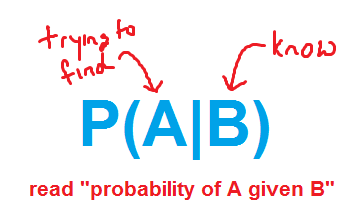 trying to
find
know
P(A|B)
read "probability of A given B"